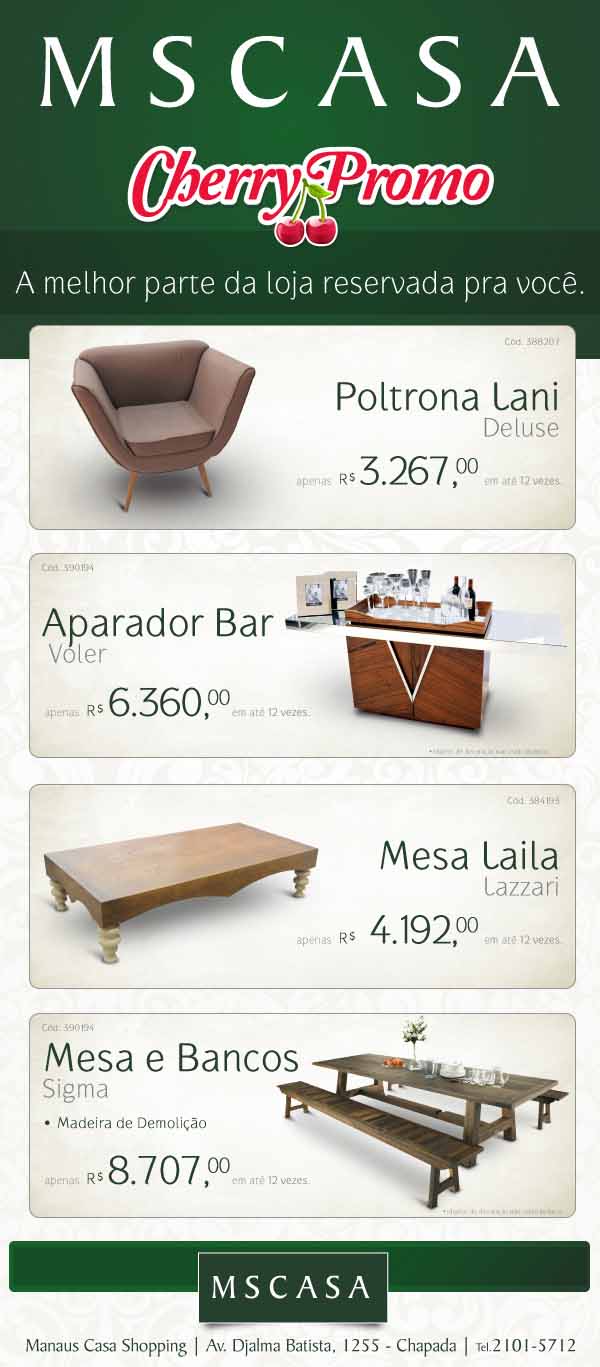 MSCASA
Cherry Promo
A melhor parte da loja reservada pra você.
Cód. 388207
Poltrona Lani
Deluse
apenas R$ 3.267,00 em até 12 vezes.
Cód. 390194
Aparador Bar
Voler
apenas R$ 6.360,00 em até 12 vezes.
Cód. 384193
Mesa Laila
Lazzari
apenas R$ 4.192,00 em até 12 vezes.
Cód. 390194
Mesa e Bancos
Sigma
• Madeira de Demolição
apenas R$ 8.707,00 em até 12 vezes.
MSCASA
Manaus Casa Shopping | Av. Djalma Batista, 1255 - Chapada | Tel.2101-5712